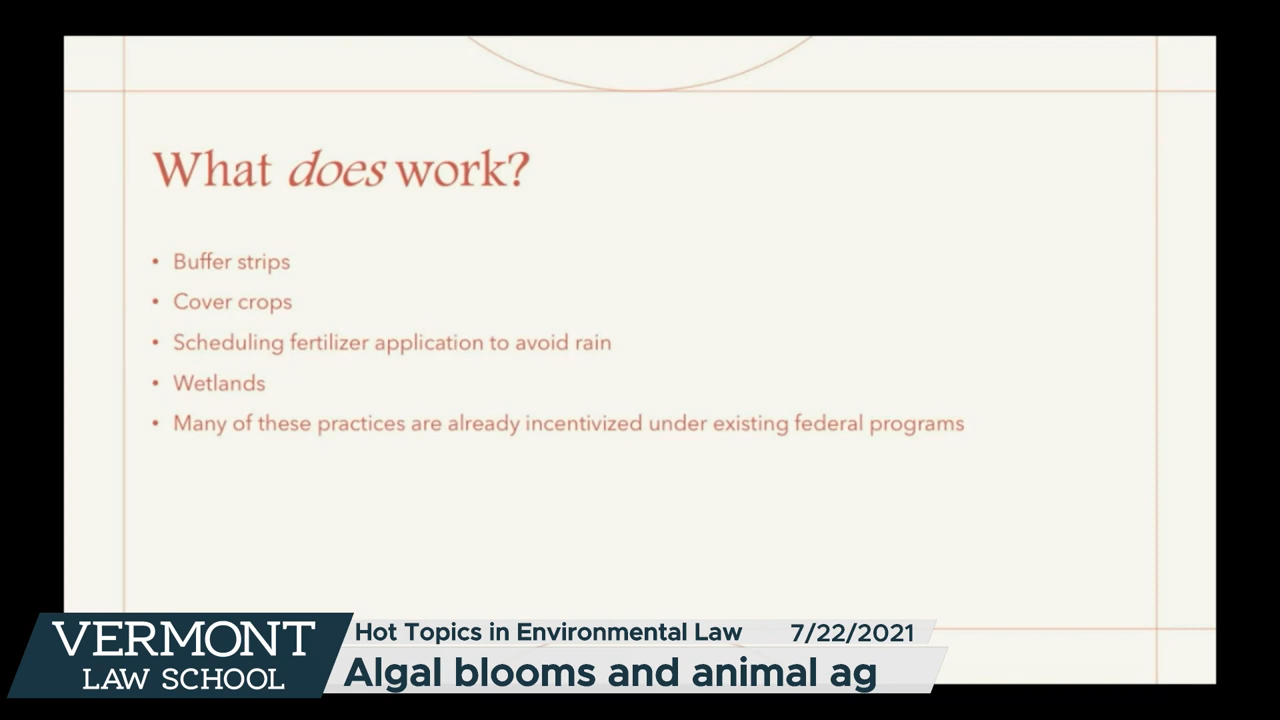 What does work?
• Buffer strips
• Cover crops
• Scheduling fertilizer application to avoid rain
• Wetlands
• Many of these practices are already incentivized under existing federal programs
VERMONT
LAW SCHOOL
Hot Topics in Environmental Law 7/22/2021
Algal blooms and animal ag